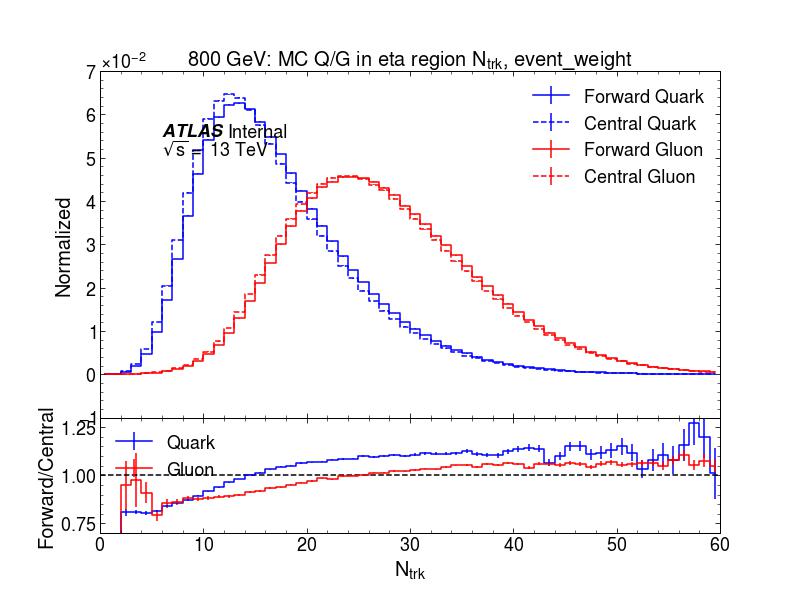 ×10⁻² 800 GeV: MC Q/G in eta region Nₜᵣₖ, event_weight
7
6
5
4
3
2
1
0
−1
Normalized
ATLAS Internal
√s = 13 TeV
Forward Quark
Central Quark
Forward Gluon
Central Gluon
Forward/Central
1.25
1.00
0.75
Quark
Gluon
0 10 20 30 40 50 60
Nₜᵣₖ